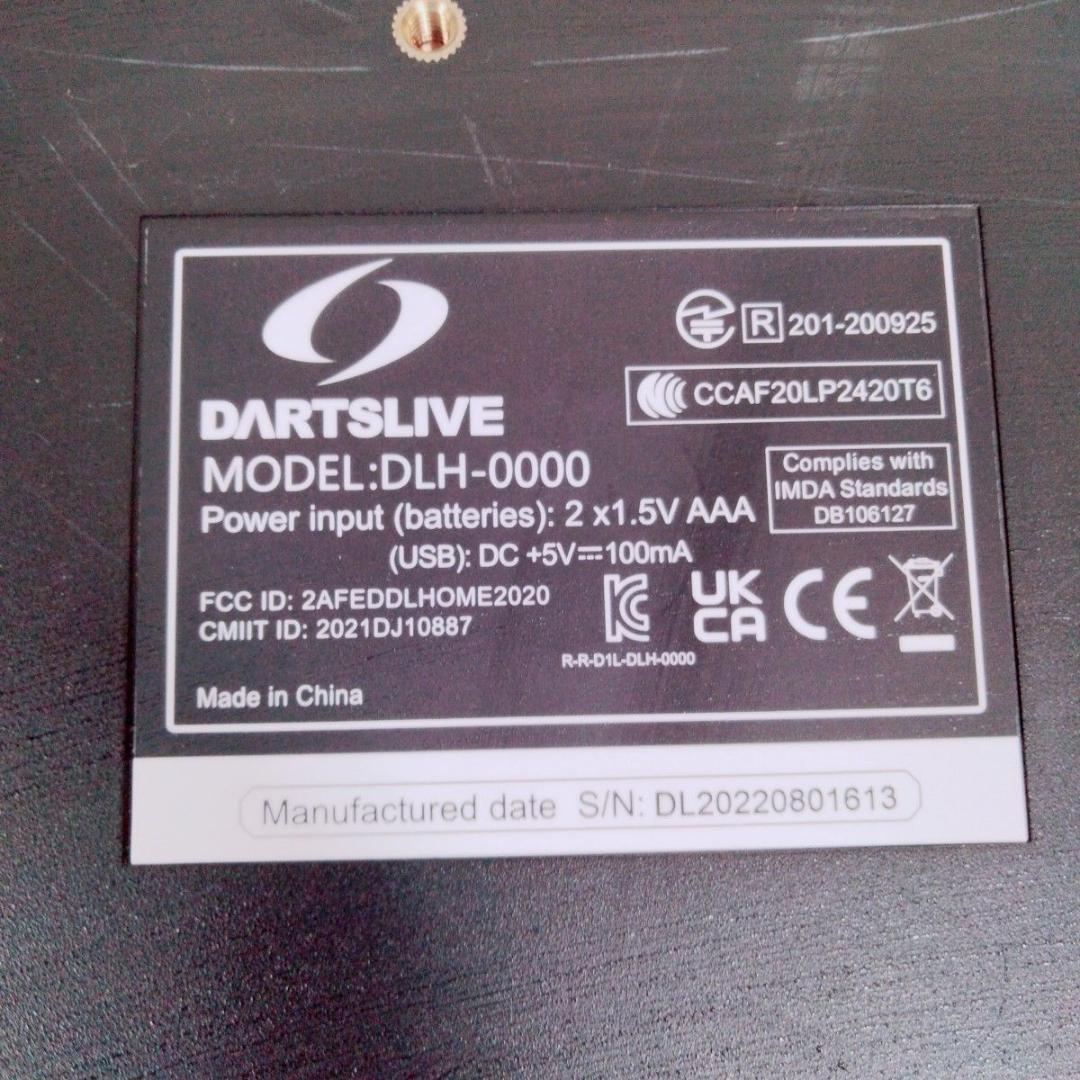 DARTSLIVE
MODEL:DLH-0000
Power input (batteries): 2 x1.5V AAA
(USB): DC +5V⎓100mA
FCC ID: 2AFEDDLHOME2020
CMIIT ID: 2021DJ10887
Made in China
R 201-200925
CCAF20LP2420T6
Complies with
IMDA Standards
DB106127
UK
CA
CE
R-R-D1L-DLH-0000
Manufactured date S/N: DL20220801613